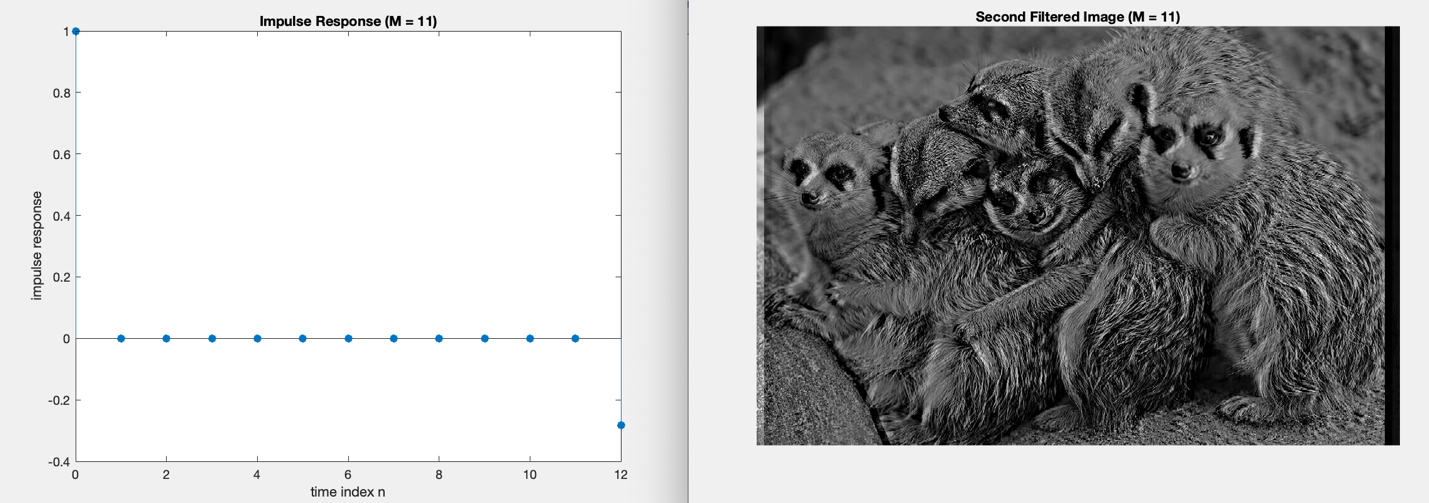 Impulse Response (M = 11)
1
0.8
0.6
0.4
0.2
0
-0.2
-0.4
impulse response
0 2 4 6 8 10 12
time index n
Second Filtered Image (M = 11)